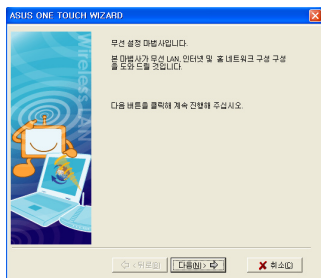 ASUS ONE TOUCH WIZARD
Wireless LAN
무선 설정 마법사입니다.
본 마법사가 무선 LAN, 인터넷 및 홈 네트워크 구성 구성
을 도와 드릴 것입니다.
다음 버튼을 클릭해 계속 진행해 주십시오.
<뒤로(B)
다름(N)>
취소(C)